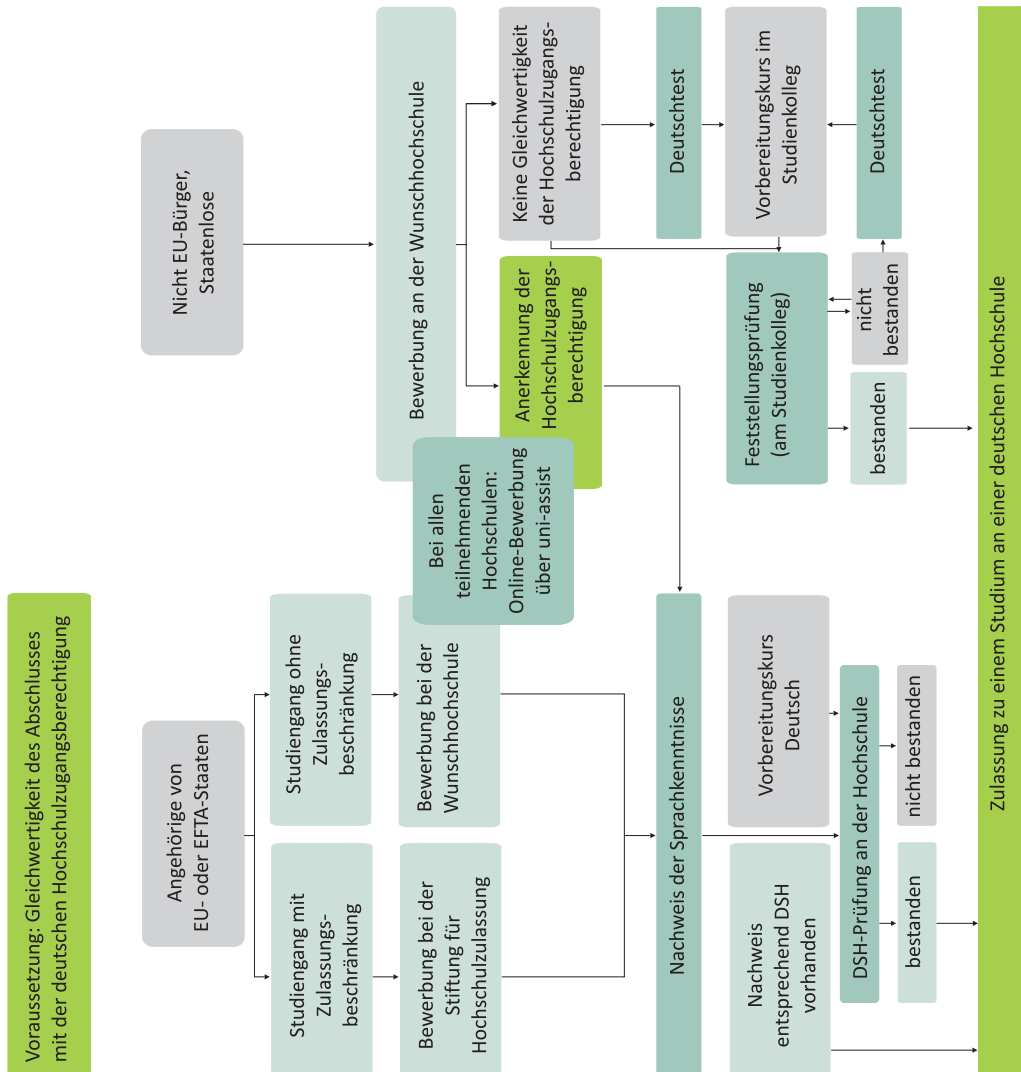 Voraussetzung: Gleichwertigkeit des Abschlusses
mit der deutschen Hochschulzugangsberechtigung
Angehörige von
EU- oder EFTA-Staaten
Nicht EU-Bürger,
Staatenlose
Studiengang mit
Zulassungs-
beschränkung
Studiengang ohne
Zulassungs-
beschränkung
Bewerbung an der Wunschhochschule
Bewerbung bei der
Stiftung für
Hochschulzulassung
Bewerbung bei der
Wunschhochschule
Bei allen
teilnehmenden
Hochschulen:
Online-Bewerbung
über uni-assist
Anerkennung der
Hochschulzugangs-
berechtigung
Keine Gleichwertigkeit
der Hochschulzugangs-
berechtigung
Nachweis der Sprachkenntnisse
Deutschtest
Nachweis
entsprechend DSH
vorhanden
Vorbereitungskurs
Deutsch
Feststellungsprüfung
(am Studienkolleg)
Vorbereitungskurs im
Studienkolleg
DSH-Prüfung an der Hochschule
bestanden
nicht
bestanden
Deutschtest
bestanden
nicht bestanden
Zulassung zu einem Studium an einer deutschen Hochschule